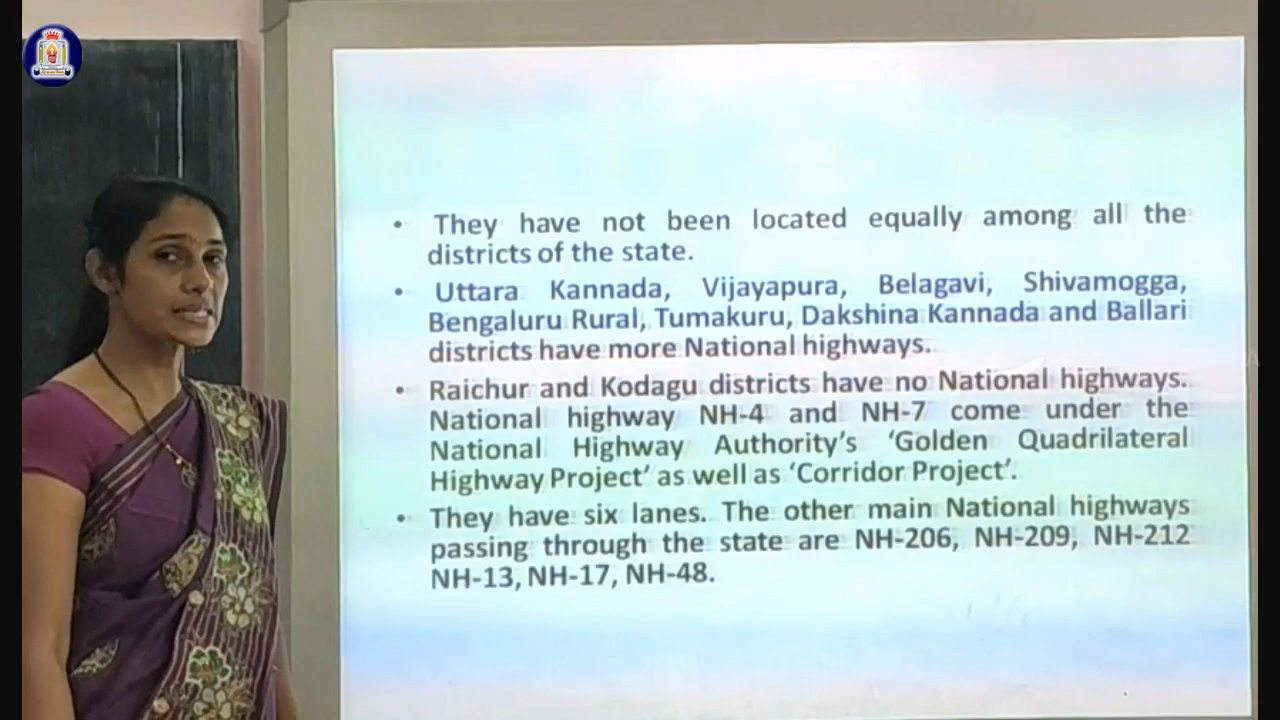 • They have not been located equally among all the
districts of the state.
• Uttara Kannada, Vijayapura, Belagavi, Shivamogga,
Bengaluru Rural, Tumakuru, Dakshina Kannada and Ballari
districts have more National highways.
• Raichur and Kodagu districts have no National highways.
National highway NH-4 and NH-7 come under the
National Highway Authority’s ‘Golden Quadrilateral
Highway Project’ as well as ‘Corridor Project’.
• They have six lanes. The other main National highways
passing through the state are NH-206, NH-209, NH-212
NH-13, NH-17, NH-48.